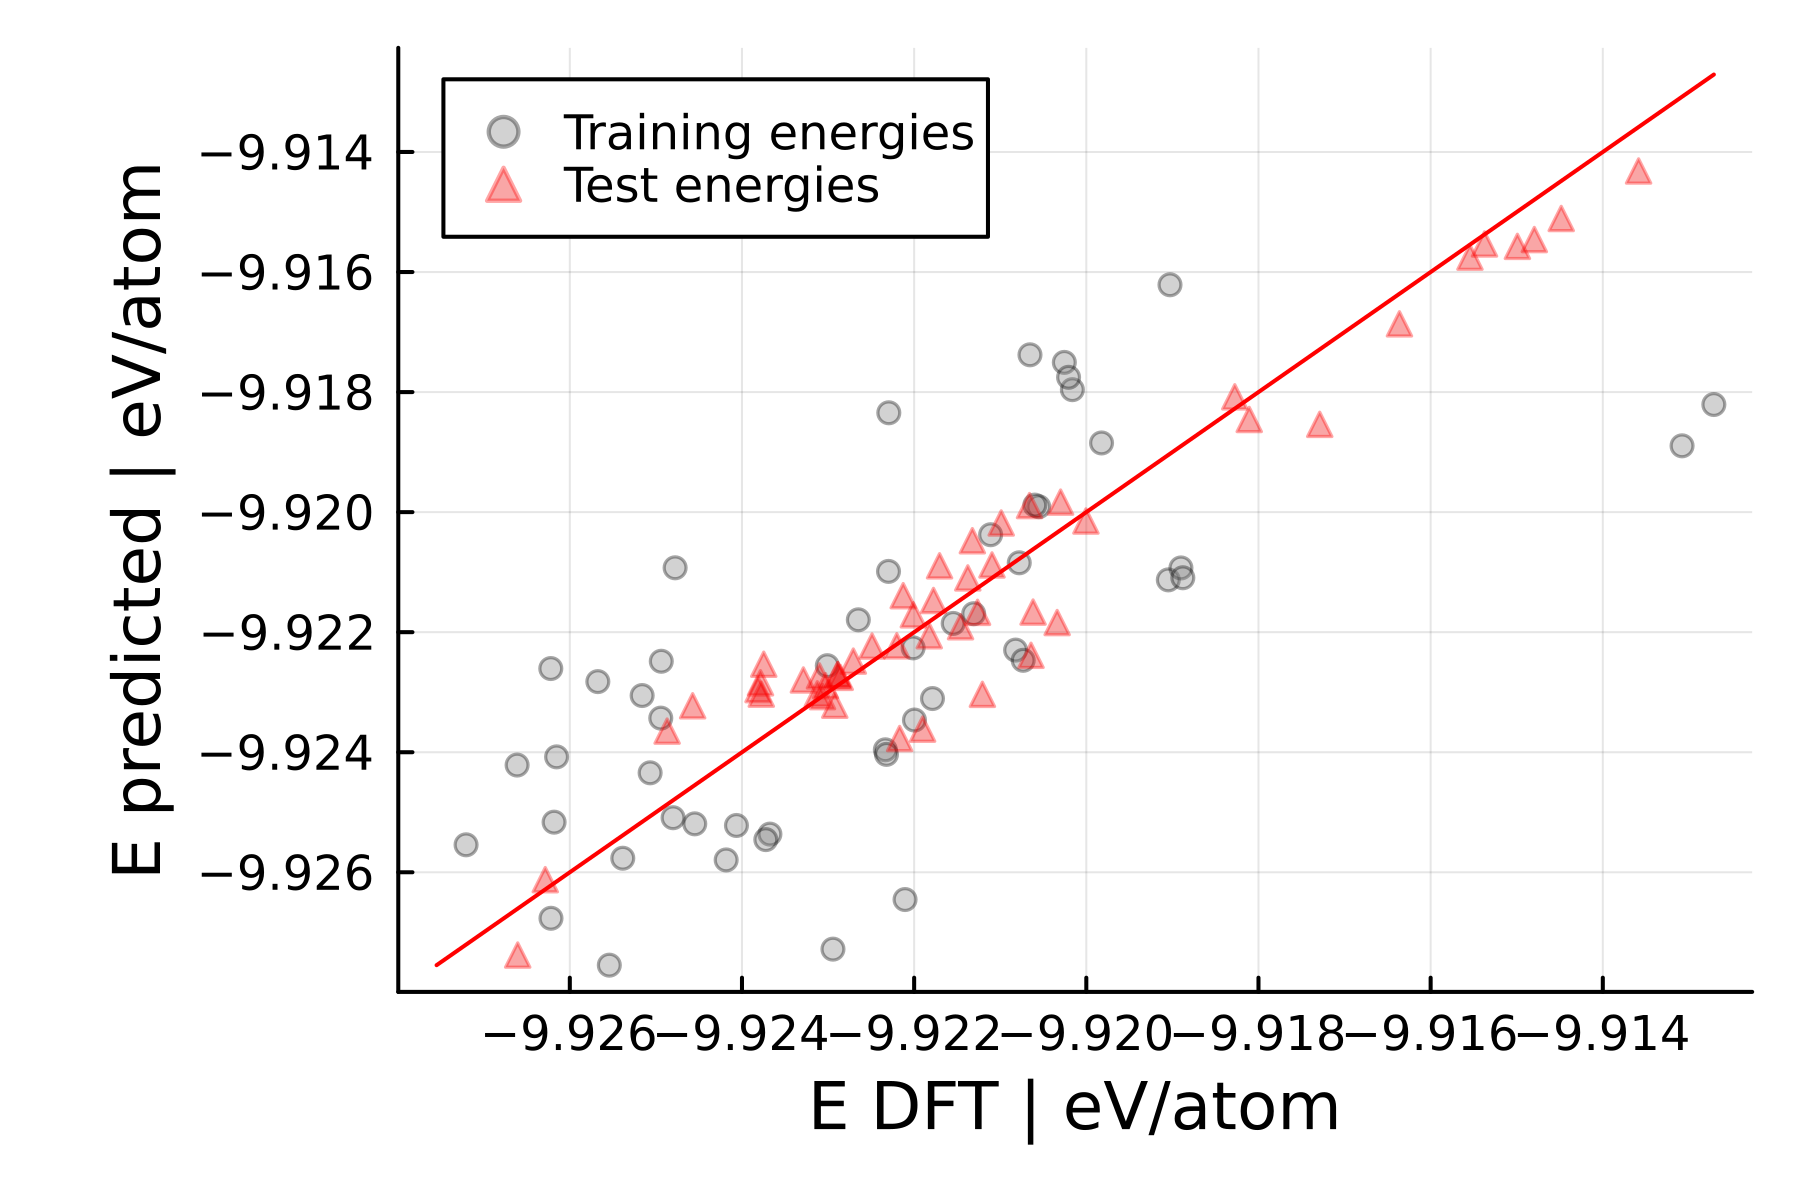 Training energies
Test energies
−9.914
−9.916
−9.918
−9.920
−9.922
−9.924
−9.926
E predicted | eV/atom
−9.926 −9.924 −9.922 −9.920 −9.918 −9.916 −9.914
E DFT | eV/atom